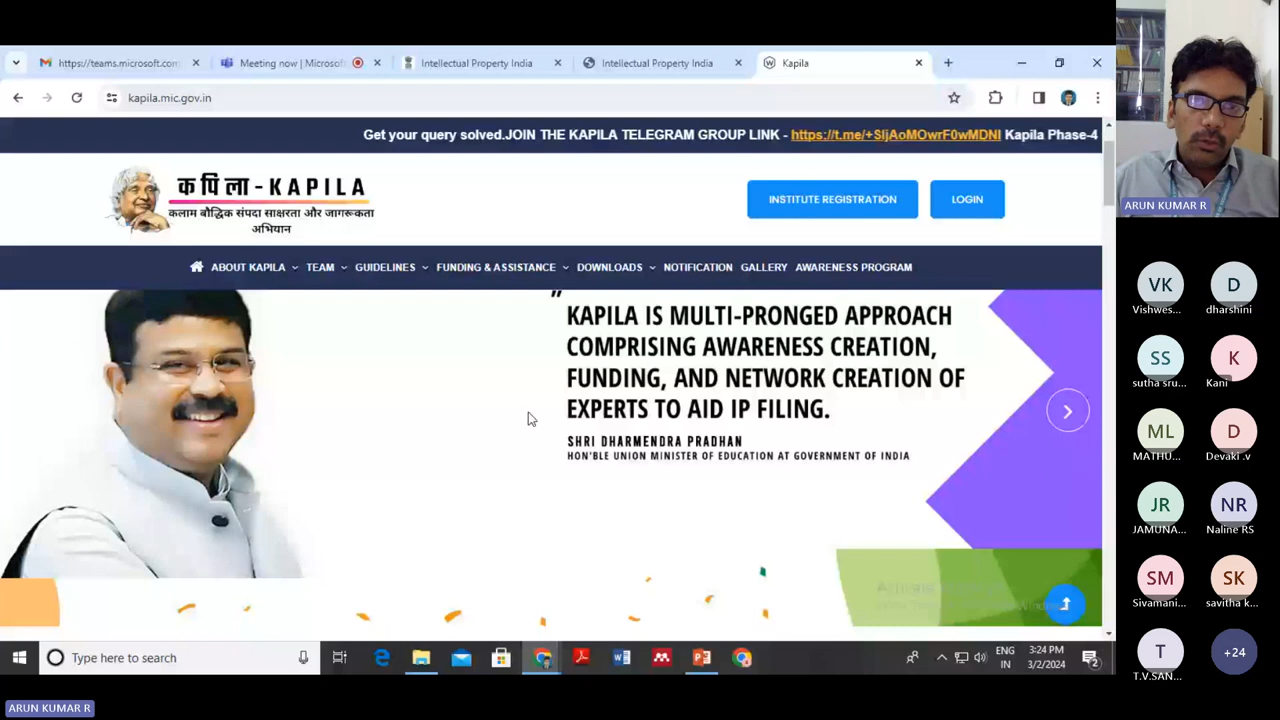 https://teams.microsoft.com
Meeting now | Microsoft
Intellectual Property India
Intellectual Property India
Kapila
kapila.mic.gov.in
Get your query solved.JOIN THE KAPILA TELEGRAM GROUP LINK - https://t.me/+SljAoMOwrF0wMDNl Kapila Phase-4
कपिला-KAPILA
कलाम बौद्धिक संपदा साक्षरता और जागरूकता
अभियान
INSTITUTE REGISTRATION
LOGIN
ABOUT KAPILA
TEAM
GUIDELINES
FUNDING & ASSISTANCE
DOWNLOADS
NOTIFICATION
GALLERY
AWARENESS PROGRAM
"
KAPILA IS MULTI-PRONGED APPROACH
COMPRISING AWARENESS CREATION,
FUNDING, AND NETWORK CREATION OF
EXPERTS TO AID IP FILING.
SHRI DHARMENDRA PRADHAN
HON'BLE UNION MINISTER OF EDUCATION AT GOVERNMENT OF INDIA
Type here to search
ENG
IN
3:24 PM
3/2/2024
2
ARUN KUMAR R
ARUN KUMAR R
VK
Vishwes...
D
dharshini
SS
sutha sru...
K
Kani
ML
MATHU...
D
Devaki .v
JR
JAMUNA...
NR
Naline RS
SM
Sivamani...
SK
savitha k...
T
T.V.SAN...
+24